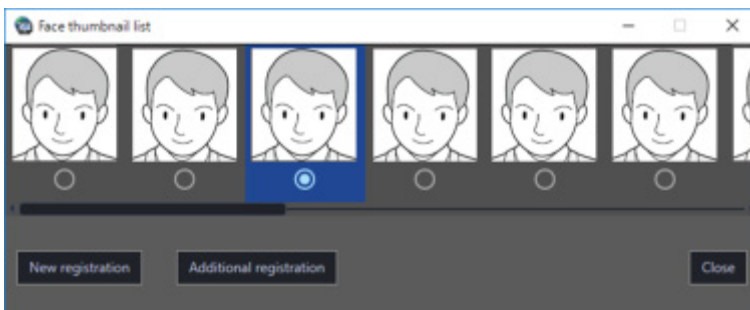 Face thumbnail list
New registration
Additional registration
Close